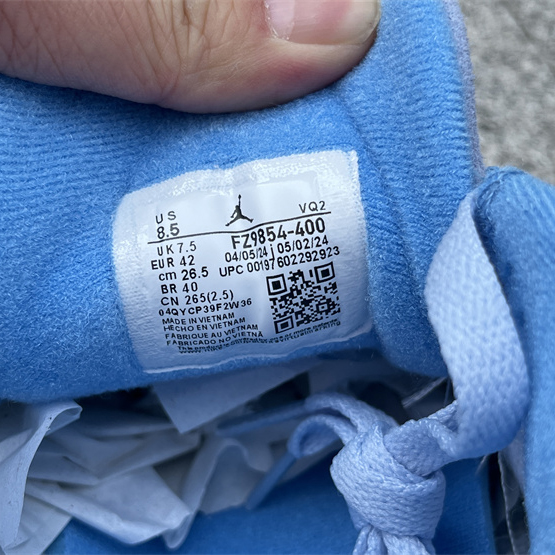 US
8.5
VQ2
FZ9854-400
UK 7.5
04/05/24 | 05/02/24
EUR 42
UPC 00197602292923
cm 26.5
BR 40
CN 265(2.5)
04QYCP39F2W36
MADE IN VIETNAM
HECHO EN VIETNAM
FABRIQUE AU VIETNAM
FABRICADO NO VIETNÃ